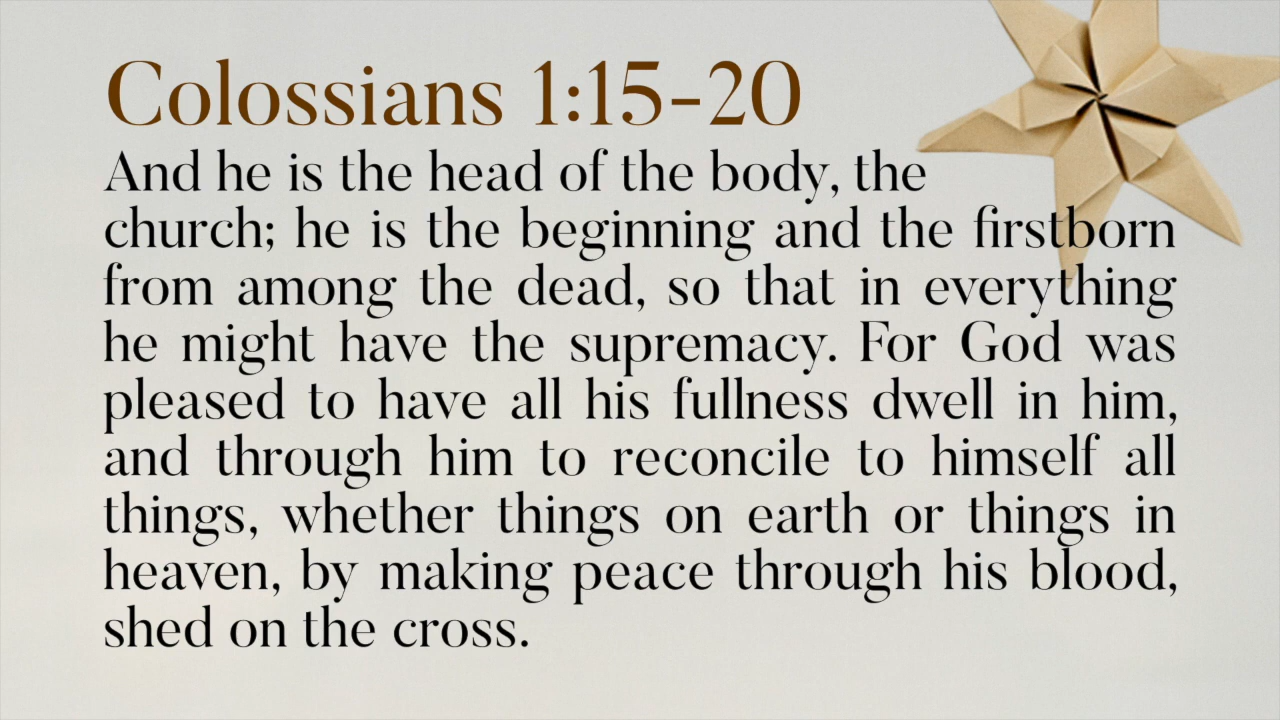 Colossians 1:15-20
And he is the head of the body, the
church; he is the beginning and the firstborn
from among the dead, so that in everything
he might have the supremacy. For God was
pleased to have all his fullness dwell in him,
and through him to reconcile to himself all
things, whether things on earth or things in
heaven, by making peace through his blood,
shed on the cross.